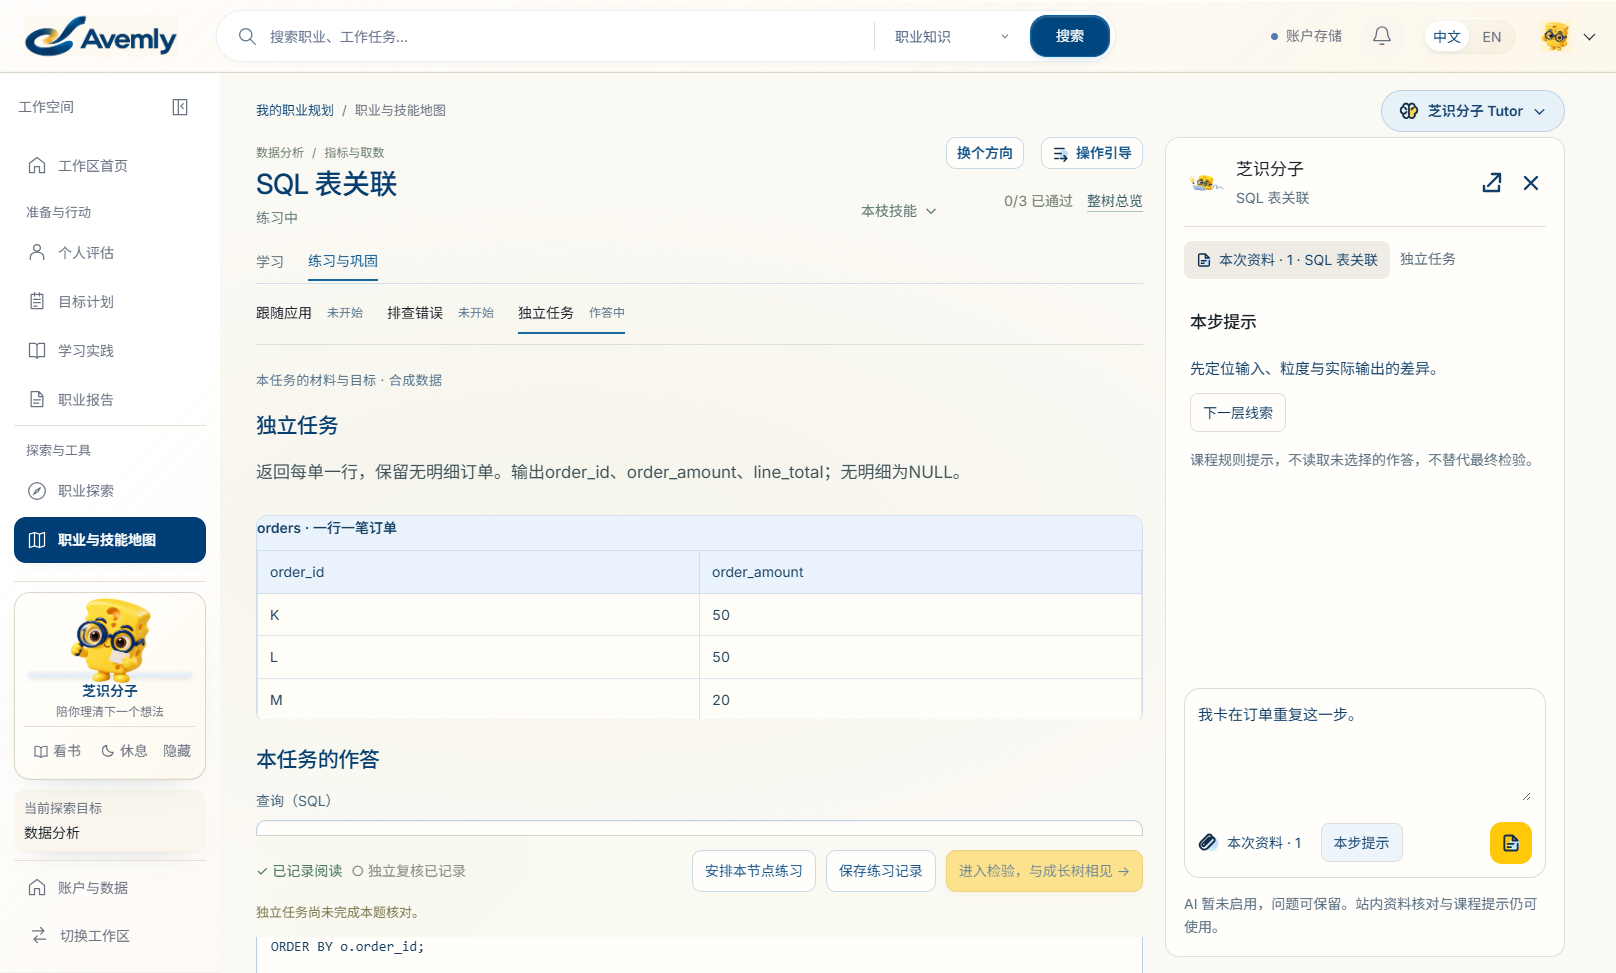 Avemly
搜索职业、工作任务...
职业知识
搜索
账户存储
中文
EN
工作空间
工作区首页
准备与行动
个人评估
目标计划
学习实践
职业报告
探索与工具
职业探索
职业与技能地图
芝识分子
陪你理清下一个想法
看书
休息
隐藏
当前探索目标
数据分析
账户与数据
切换工作区
我的职业规划 / 职业与技能地图
数据分析 / 指标与取数
SQL 表关联
练习中
换个方向
操作引导
本枝技能
0/3 已通过
整树总览
学习
练习与巩固
跟随应用 未开始
排查错误 未开始
独立任务 作答中
本任务的材料与目标 · 合成数据
独立任务
返回每单一行，保留无明细订单。输出order_id、order_amount、line_total；无明细为NULL。
orders · 一行一笔订单
order_id order_amount
K 50
L 50
M 20
本任务的作答
查询（SQL）
已记录阅读
独立复核已记录
安排本节点练习
保存练习记录
进入检验，与成长树相见 →
独立任务尚未完成本题核对。
ORDER BY o.order_id;
芝识分子 Tutor
芝识分子
SQL 表关联
本次资料 · 1 · SQL 表关联
独立任务
本步提示
先定位输入、粒度与实际输出的差异。
下一层线索
课程规则提示，不读取未选择的作答，不替代最终检验。
我卡在订单重复这一步。
本次资料 · 1
本步提示
AI 暂未启用，问题可保留。站内资料核对与课程提示仍可
使用。